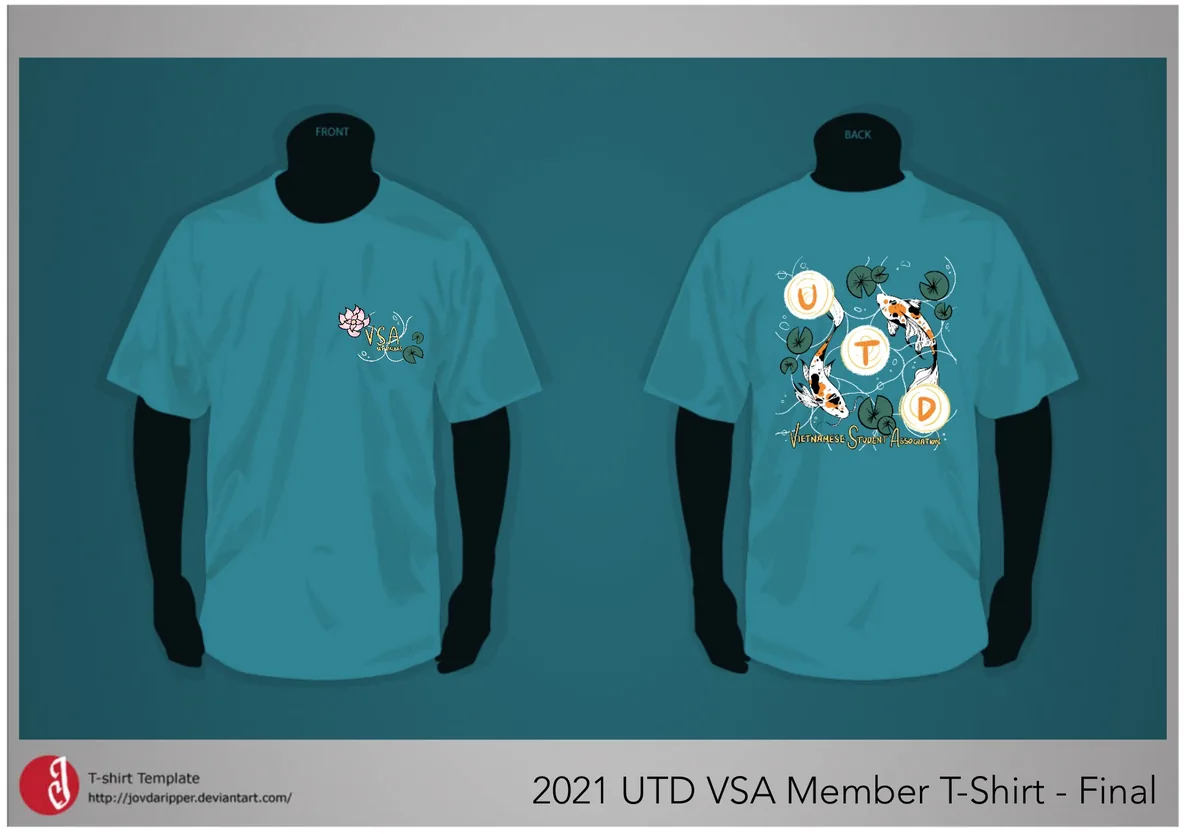 FRONT
BACK
VSA
U
T
D
VIETNAMESE STUDENT ASSOCIATION
T-shirt Template
http://jovdaripper.deviantart.com/
2021 UTD VSA Member T-Shirt - Final